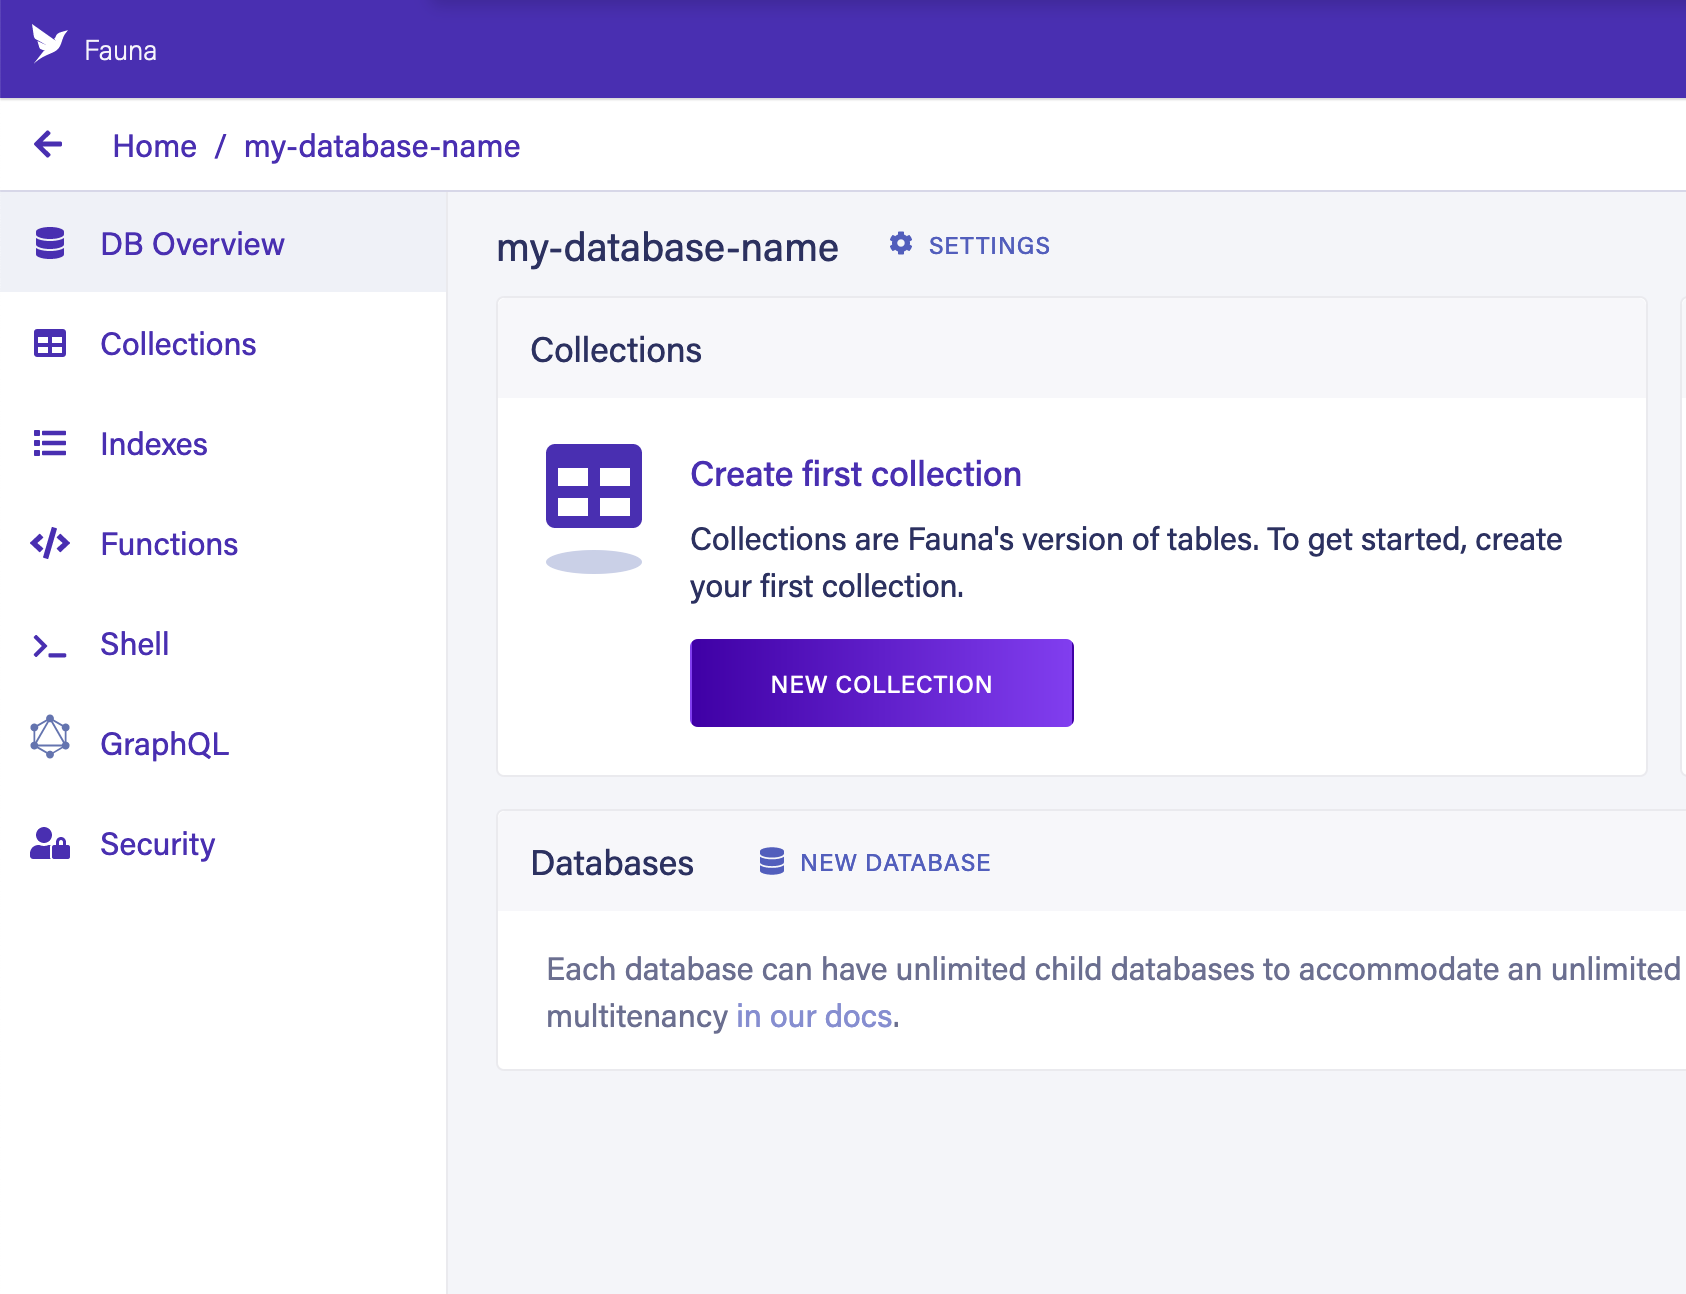 Fauna
Home / my-database-name
DB Overview
Collections
Indexes
Functions
Shell
GraphQL
Security
my-database-name
SETTINGS
Collections
Create first collection
Collections are Fauna's version of tables. To get started, create
your first collection.
NEW COLLECTION
Databases
NEW DATABASE
Each database can have unlimited child databases to accommodate an unlimited
multitenancy in our docs.